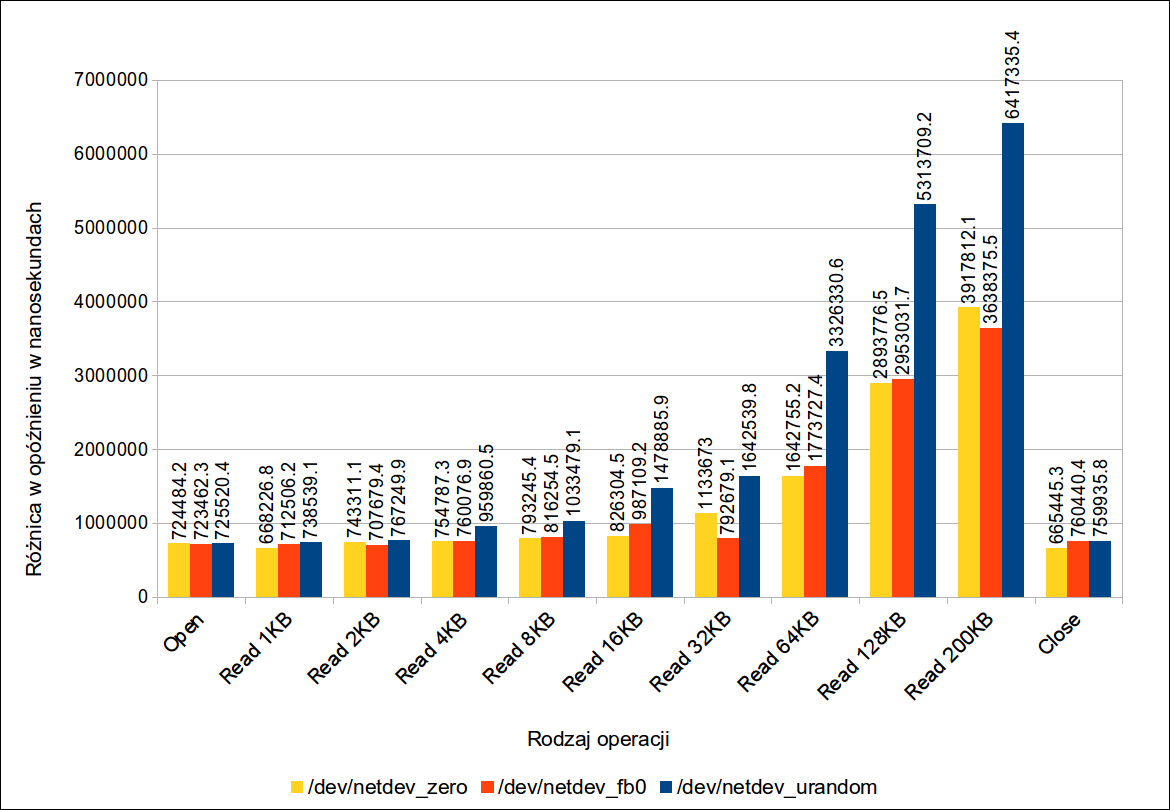 Różnica w opóźnieniu w nanosekundach
7000000
6000000
5000000
4000000
3000000
2000000
1000000
0
724484.2
723462.3
725520.4
668226.8
712506.2
738539.1
743311.1
707679.4
767249.9
754787.3
760076.9
959860.5
793245.4
816254.5
1033479.1
826304.5
987109.2
1478885.9
1133673
792679.1
1642539.8
1642755.2
1773727.4
3326330.6
2893776.5
2953031.7
5313709.2
3917812.1
3638375.5
6417335.4
665445.3
760440.4
759935.8
Open
Read 1KB
Read 2KB
Read 4KB
Read 8KB
Read 16KB
Read 32KB
Read 64KB
Read 128KB
Read 200KB
Close
Rodzaj operacji
/dev/netdev_zero
/dev/netdev_fb0
/dev/netdev_urandom